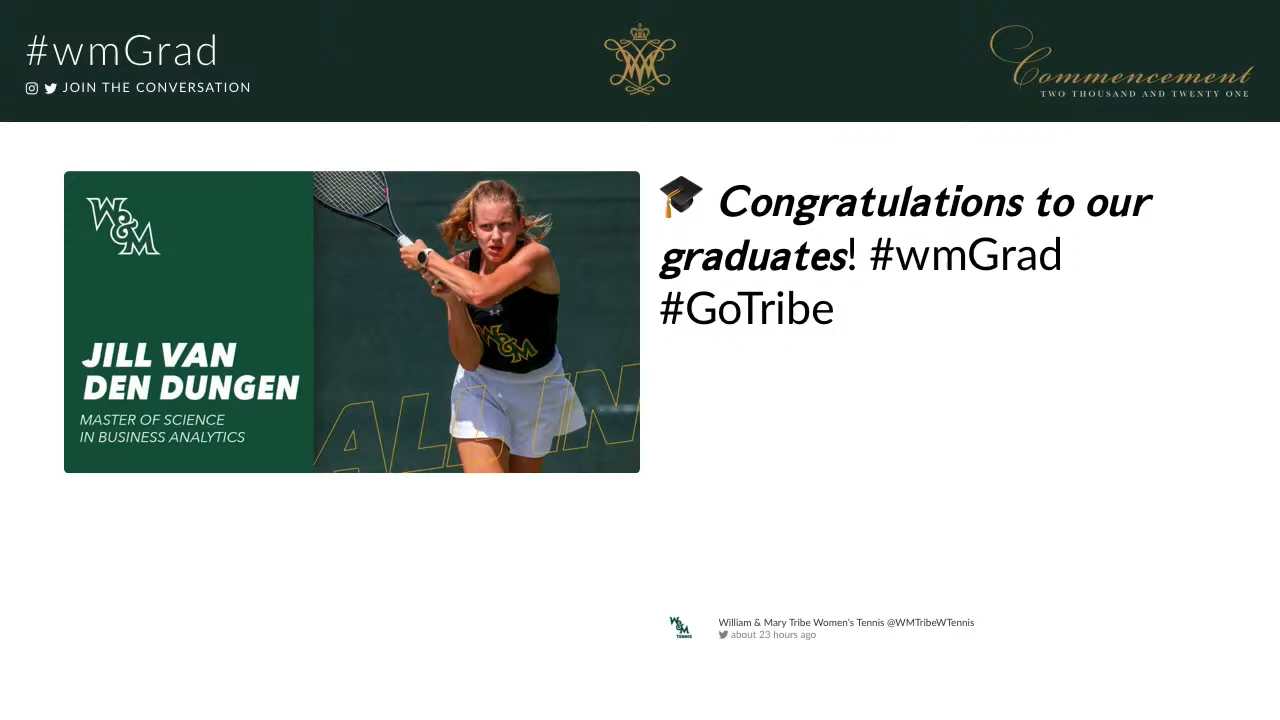 #wmGrad
JOIN THE CONVERSATION
Commencement
TWO THOUSAND AND TWENTY ONE
W&M
JILL VAN
DEN DUNGEN
MASTER OF SCIENCE
IN BUSINESS ANALYTICS
W&M
ALL IN
🎓 Congratulations to our
graduates! #wmGrad
#GoTribe
W&M
TENNIS
William & Mary Tribe Women's Tennis @WMTribeWTennis
about 23 hours ago